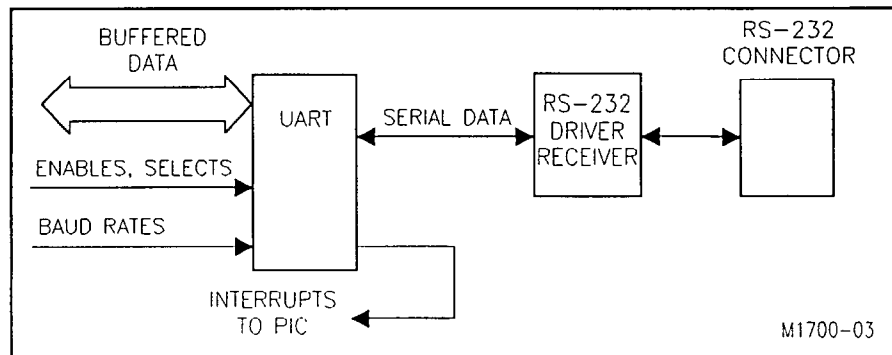 BUFFERED
DATA
RS-232
CONNECTOR
UART
SERIAL DATA
RS-232
DRIVER
RECEIVER
ENABLES, SELECTS
BAUD RATES
INTERRUPTS
TO PIC
M1700-03